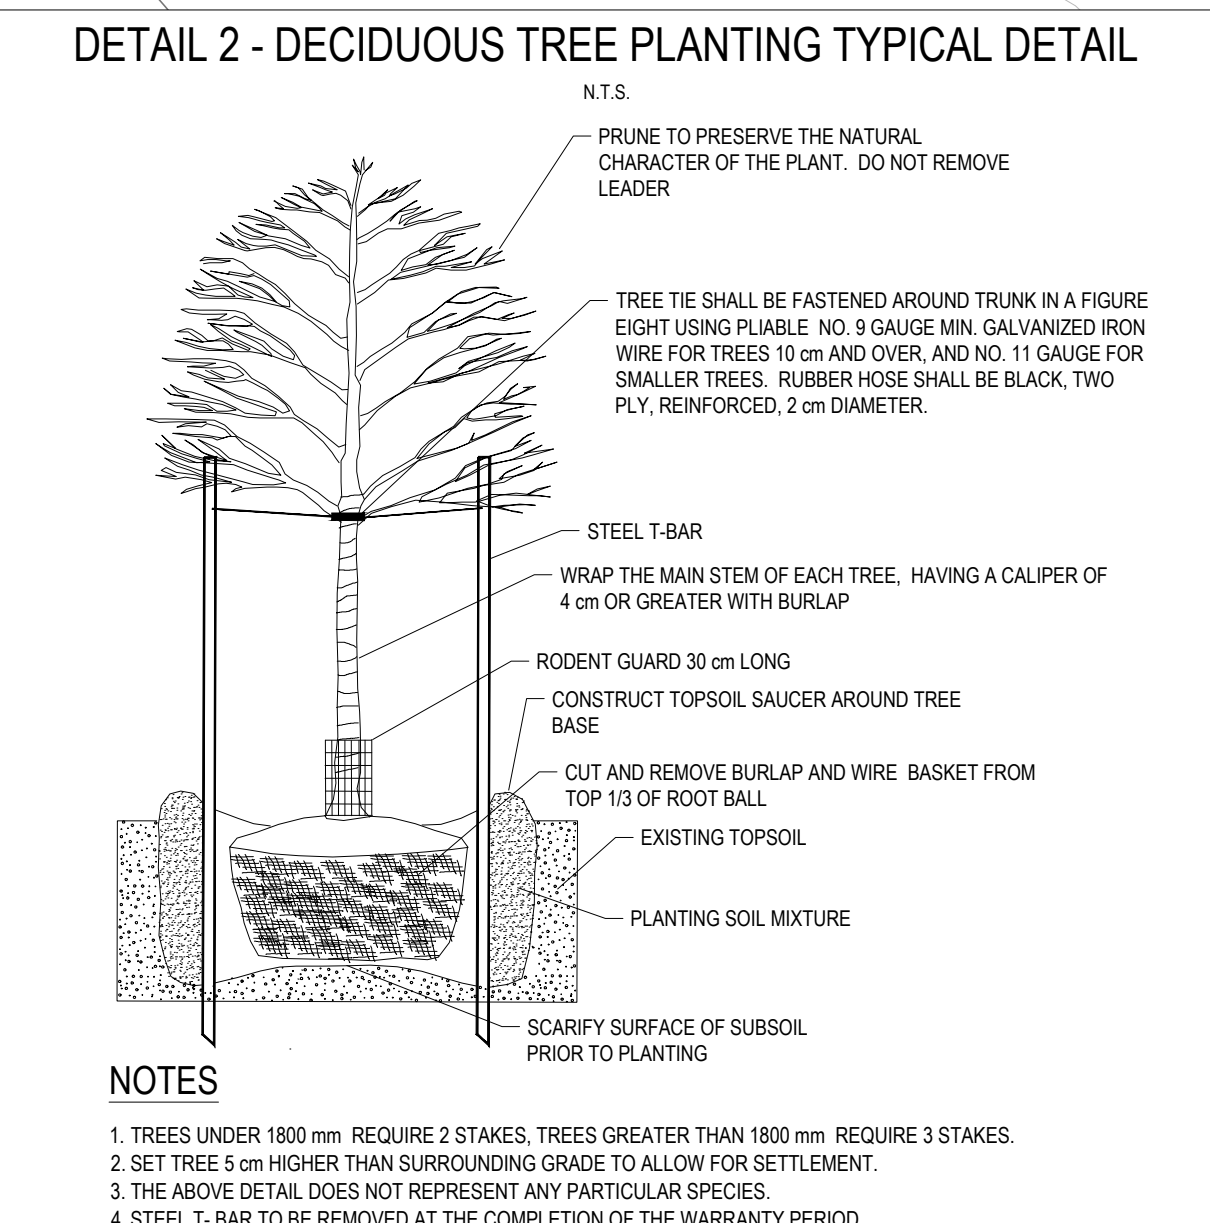 DETAIL 2 - DECIDUOUS TREE PLANTING TYPICAL DETAIL
N.T.S.
PRUNE TO PRESERVE THE NATURAL
CHARACTER OF THE PLANT. DO NOT REMOVE
LEADER
TREE TIE SHALL BE FASTENED AROUND TRUNK IN A FIGURE
EIGHT USING PLIABLE NO. 9 GAUGE MIN. GALVANIZED IRON
WIRE FOR TREES 10 cm AND OVER, AND NO. 11 GAUGE FOR
SMALLER TREES. RUBBER HOSE SHALL BE BLACK, TWO
PLY, REINFORCED, 2 cm DIAMETER.
STEEL T-BAR
WRAP THE MAIN STEM OF EACH TREE, HAVING A CALIPER OF
4 cm OR GREATER WITH BURLAP
RODENT GUARD 30 cm LONG
CONSTRUCT TOPSOIL SAUCER AROUND TREE
BASE
CUT AND REMOVE BURLAP AND WIRE BASKET FROM
TOP 1/3 OF ROOT BALL
EXISTING TOPSOIL
PLANTING SOIL MIXTURE
SCARIFY SURFACE OF SUBSOIL
PRIOR TO PLANTING
NOTES
1. TREES UNDER 1800 mm REQUIRE 2 STAKES, TREES GREATER THAN 1800 mm REQUIRE 3 STAKES.
2. SET TREE 5 cm HIGHER THAN SURROUNDING GRADE TO ALLOW FOR SETTLEMENT.
3. THE ABOVE DETAIL DOES NOT REPRESENT ANY PARTICULAR SPECIES.
4. STEEL T- BAR TO BE REMOVED AT THE COMPLETION OF THE WARRANTY PERIOD